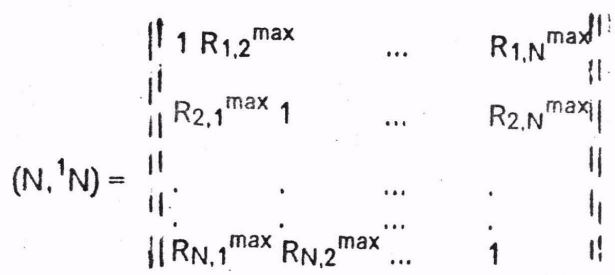 1 R1,2max ... R1,Nmax
R2,1max 1 ... R2,Nmax
(N,1N) =
. . ... .
. . ... .
RN,1max RN,2max ... 1